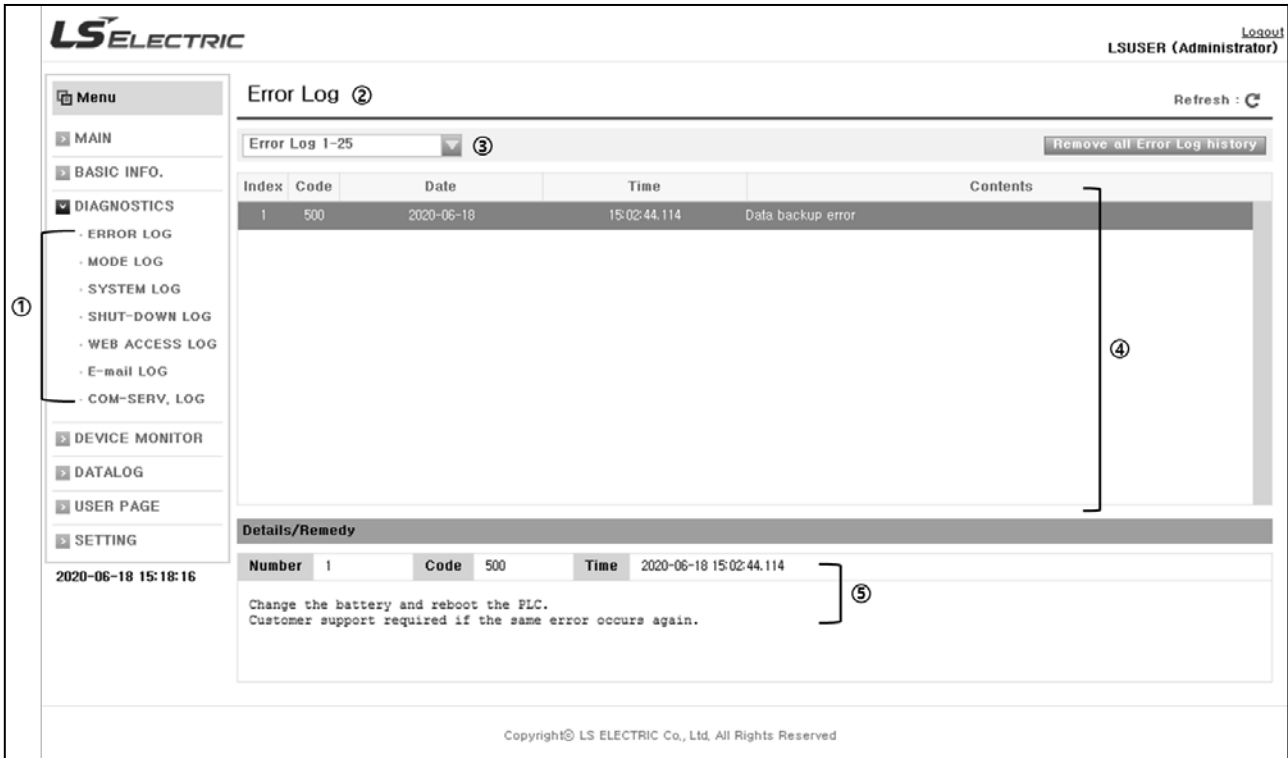 LS ELECTRIC
Logout
LSUSER (Administrator)
Menu
MAIN
BASIC INFO.
DIAGNOSTICS
· ERROR LOG
· MODE LOG
· SYSTEM LOG
· SHUT-DOWN LOG
· WEB ACCESS LOG
· E-mail LOG
· COM-SERV, LOG
DEVICE MONITOR
DATALOG
USER PAGE
SETTING
2020-06-18 15:18:16
①
Error Log ②
Refresh :
Error Log 1-25 ③
Remove all Error Log history
Index Code Date Time Contents
1 500 2020-06-18 15:02:44.114 Data backup error
④
Details/Remedy
Number 1 Code 500 Time 2020-06-18 15:02:44.114
⑤
Change the battery and reboot the PLC.
Customer support required if the same error occurs again.
Copyright© LS ELECTRIC Co,, Ltd, All Rights Reserved